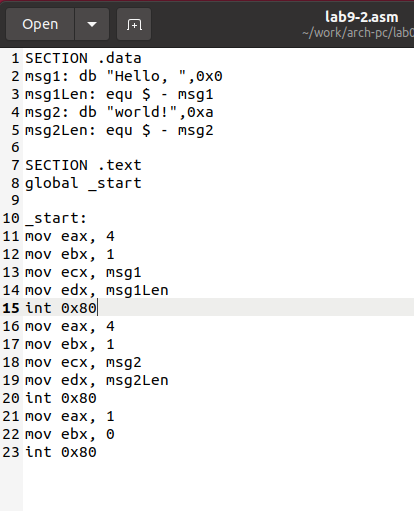 Open
lab9-2.asm
~/work/arch-pc/lab0
1 SECTION .data
2 msg1: db "Hello, ",0x0
3 msg1Len: equ $ - msg1
4 msg2: db "world!",0xa
5 msg2Len: equ $ - msg2
6
7 SECTION .text
8 global _start
9
10 _start:
11 mov eax, 4
12 mov ebx, 1
13 mov ecx, msg1
14 mov edx, msg1Len
15 int 0x80
16 mov eax, 4
17 mov ebx, 1
18 mov ecx, msg2
19 mov edx, msg2Len
20 int 0x80
21 mov eax, 1
22 mov ebx, 0
23 int 0x80